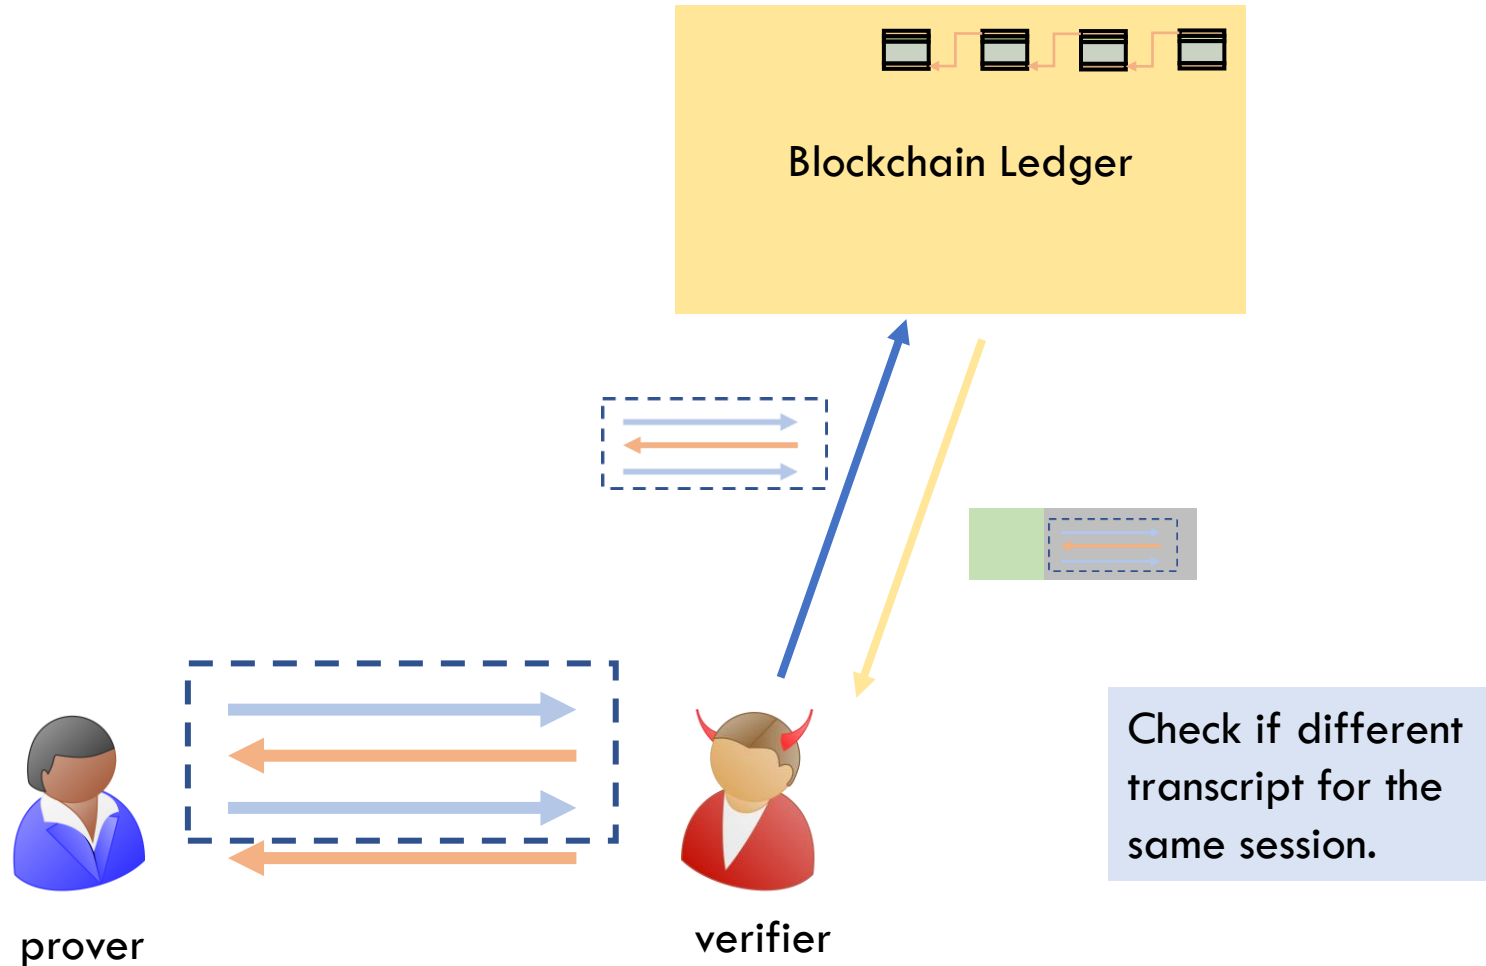 Blockchain Ledger
Check if different
transcript for the
same session.
prover
verifier